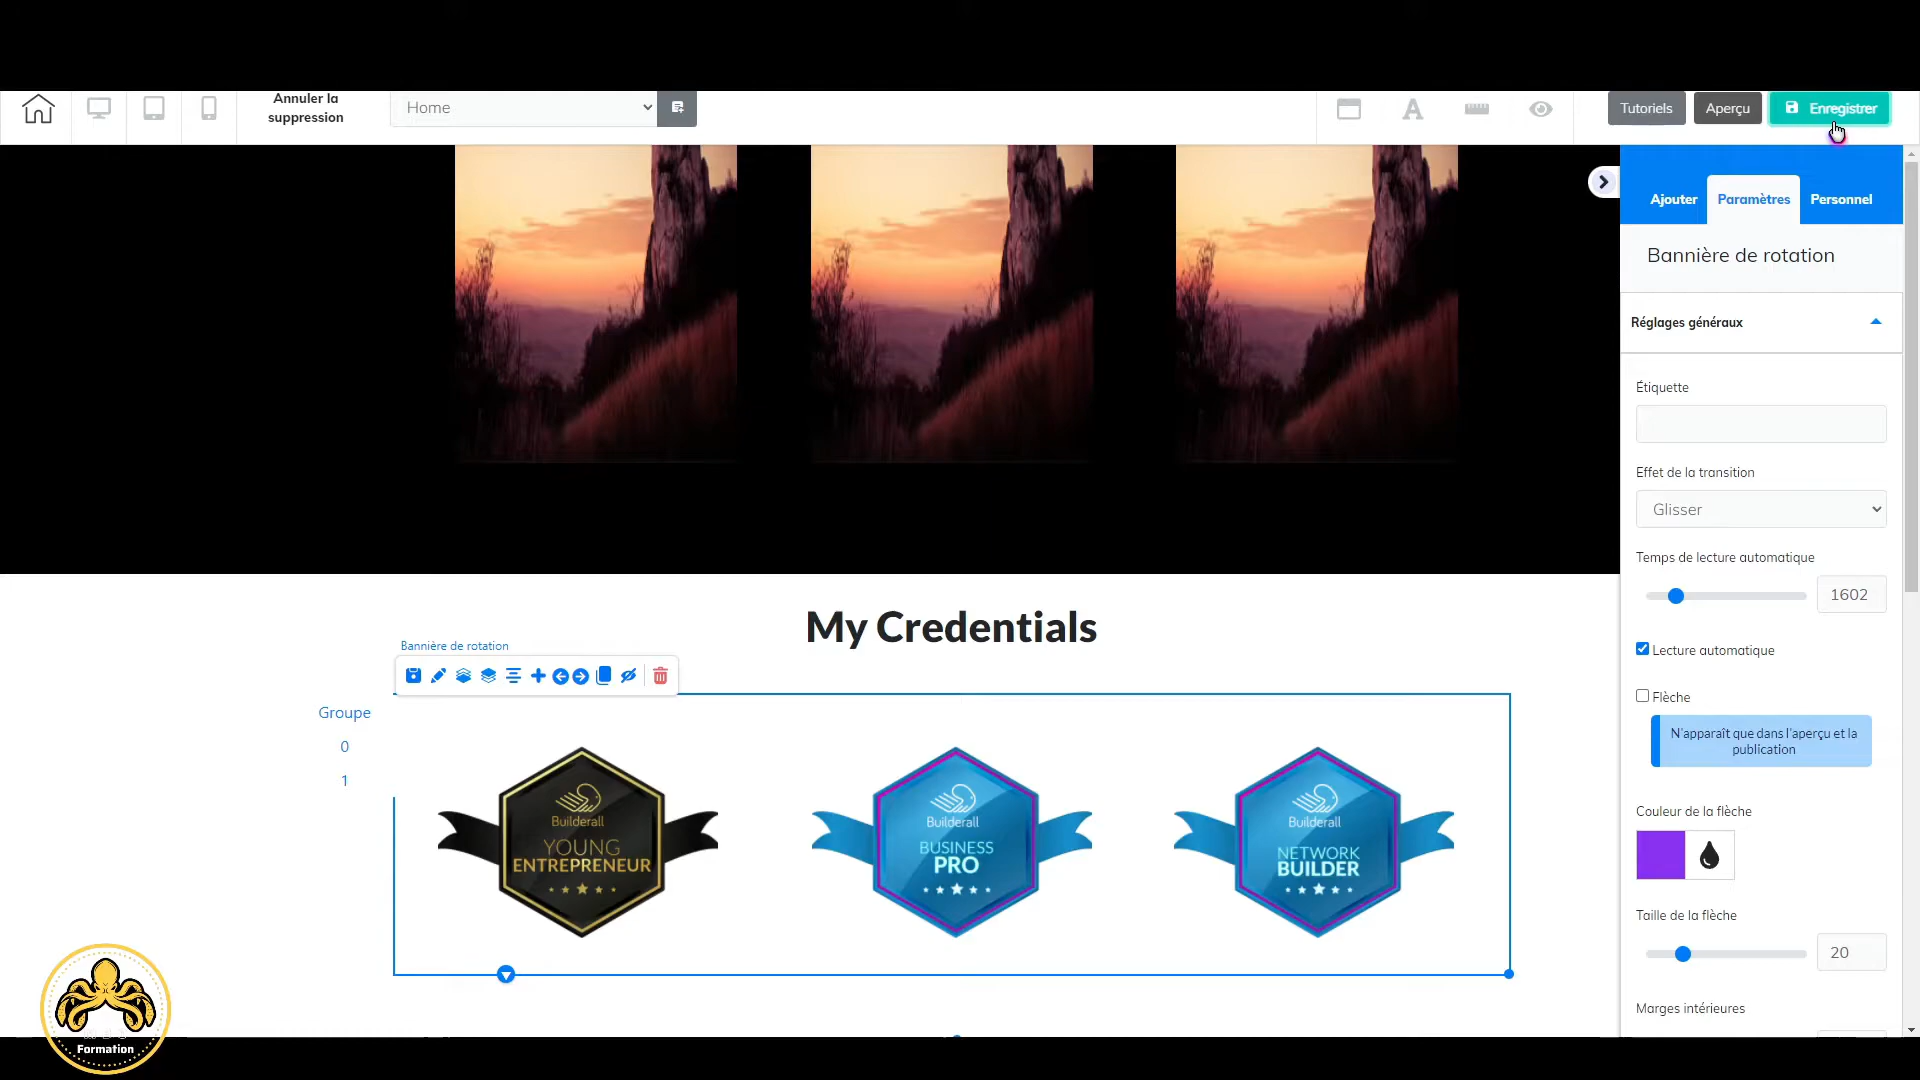 Annuler la
suppression
Home
Tutoriels
Aperçu
Enregistrer
Ajouter
Paramètres
Personnel
Bannière de rotation
Réglages généraux
Étiquette
Effet de la transition
Glisser
Temps de lecture automatique
1602
Lecture automatique
Flèche
N'apparaît que dans l'aperçu et la
publication
Couleur de la flèche
Taille de la flèche
20
Marges intérieures
My Credentials
Bannière de rotation
Groupe
0
1
Builderall
YOUNG
ENTREPRENEUR
Builderall
BUSINESS
PRO
Builderall
NETWORK
BUILDER
Formation